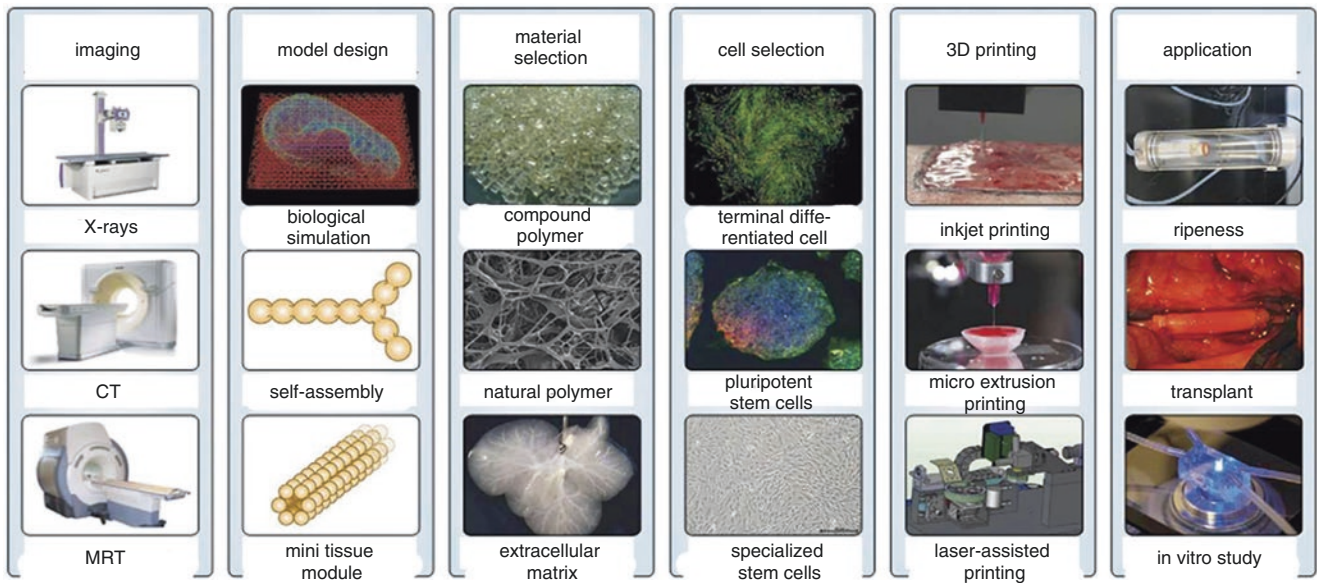 imaging
X-rays
CT
MRT
model design
biological
simulation
self-assembly
mini tissue
module
material
selection
compound
polymer
natural polymer
extracellular
matrix
cell selection
terminal diffe-
rentiated cell
pluripotent
stem cells
specialized
stem cells
3D printing
inkjet printing
micro extrusion
printing
laser-assisted
printing
application
ripeness
transplant
in vitro study